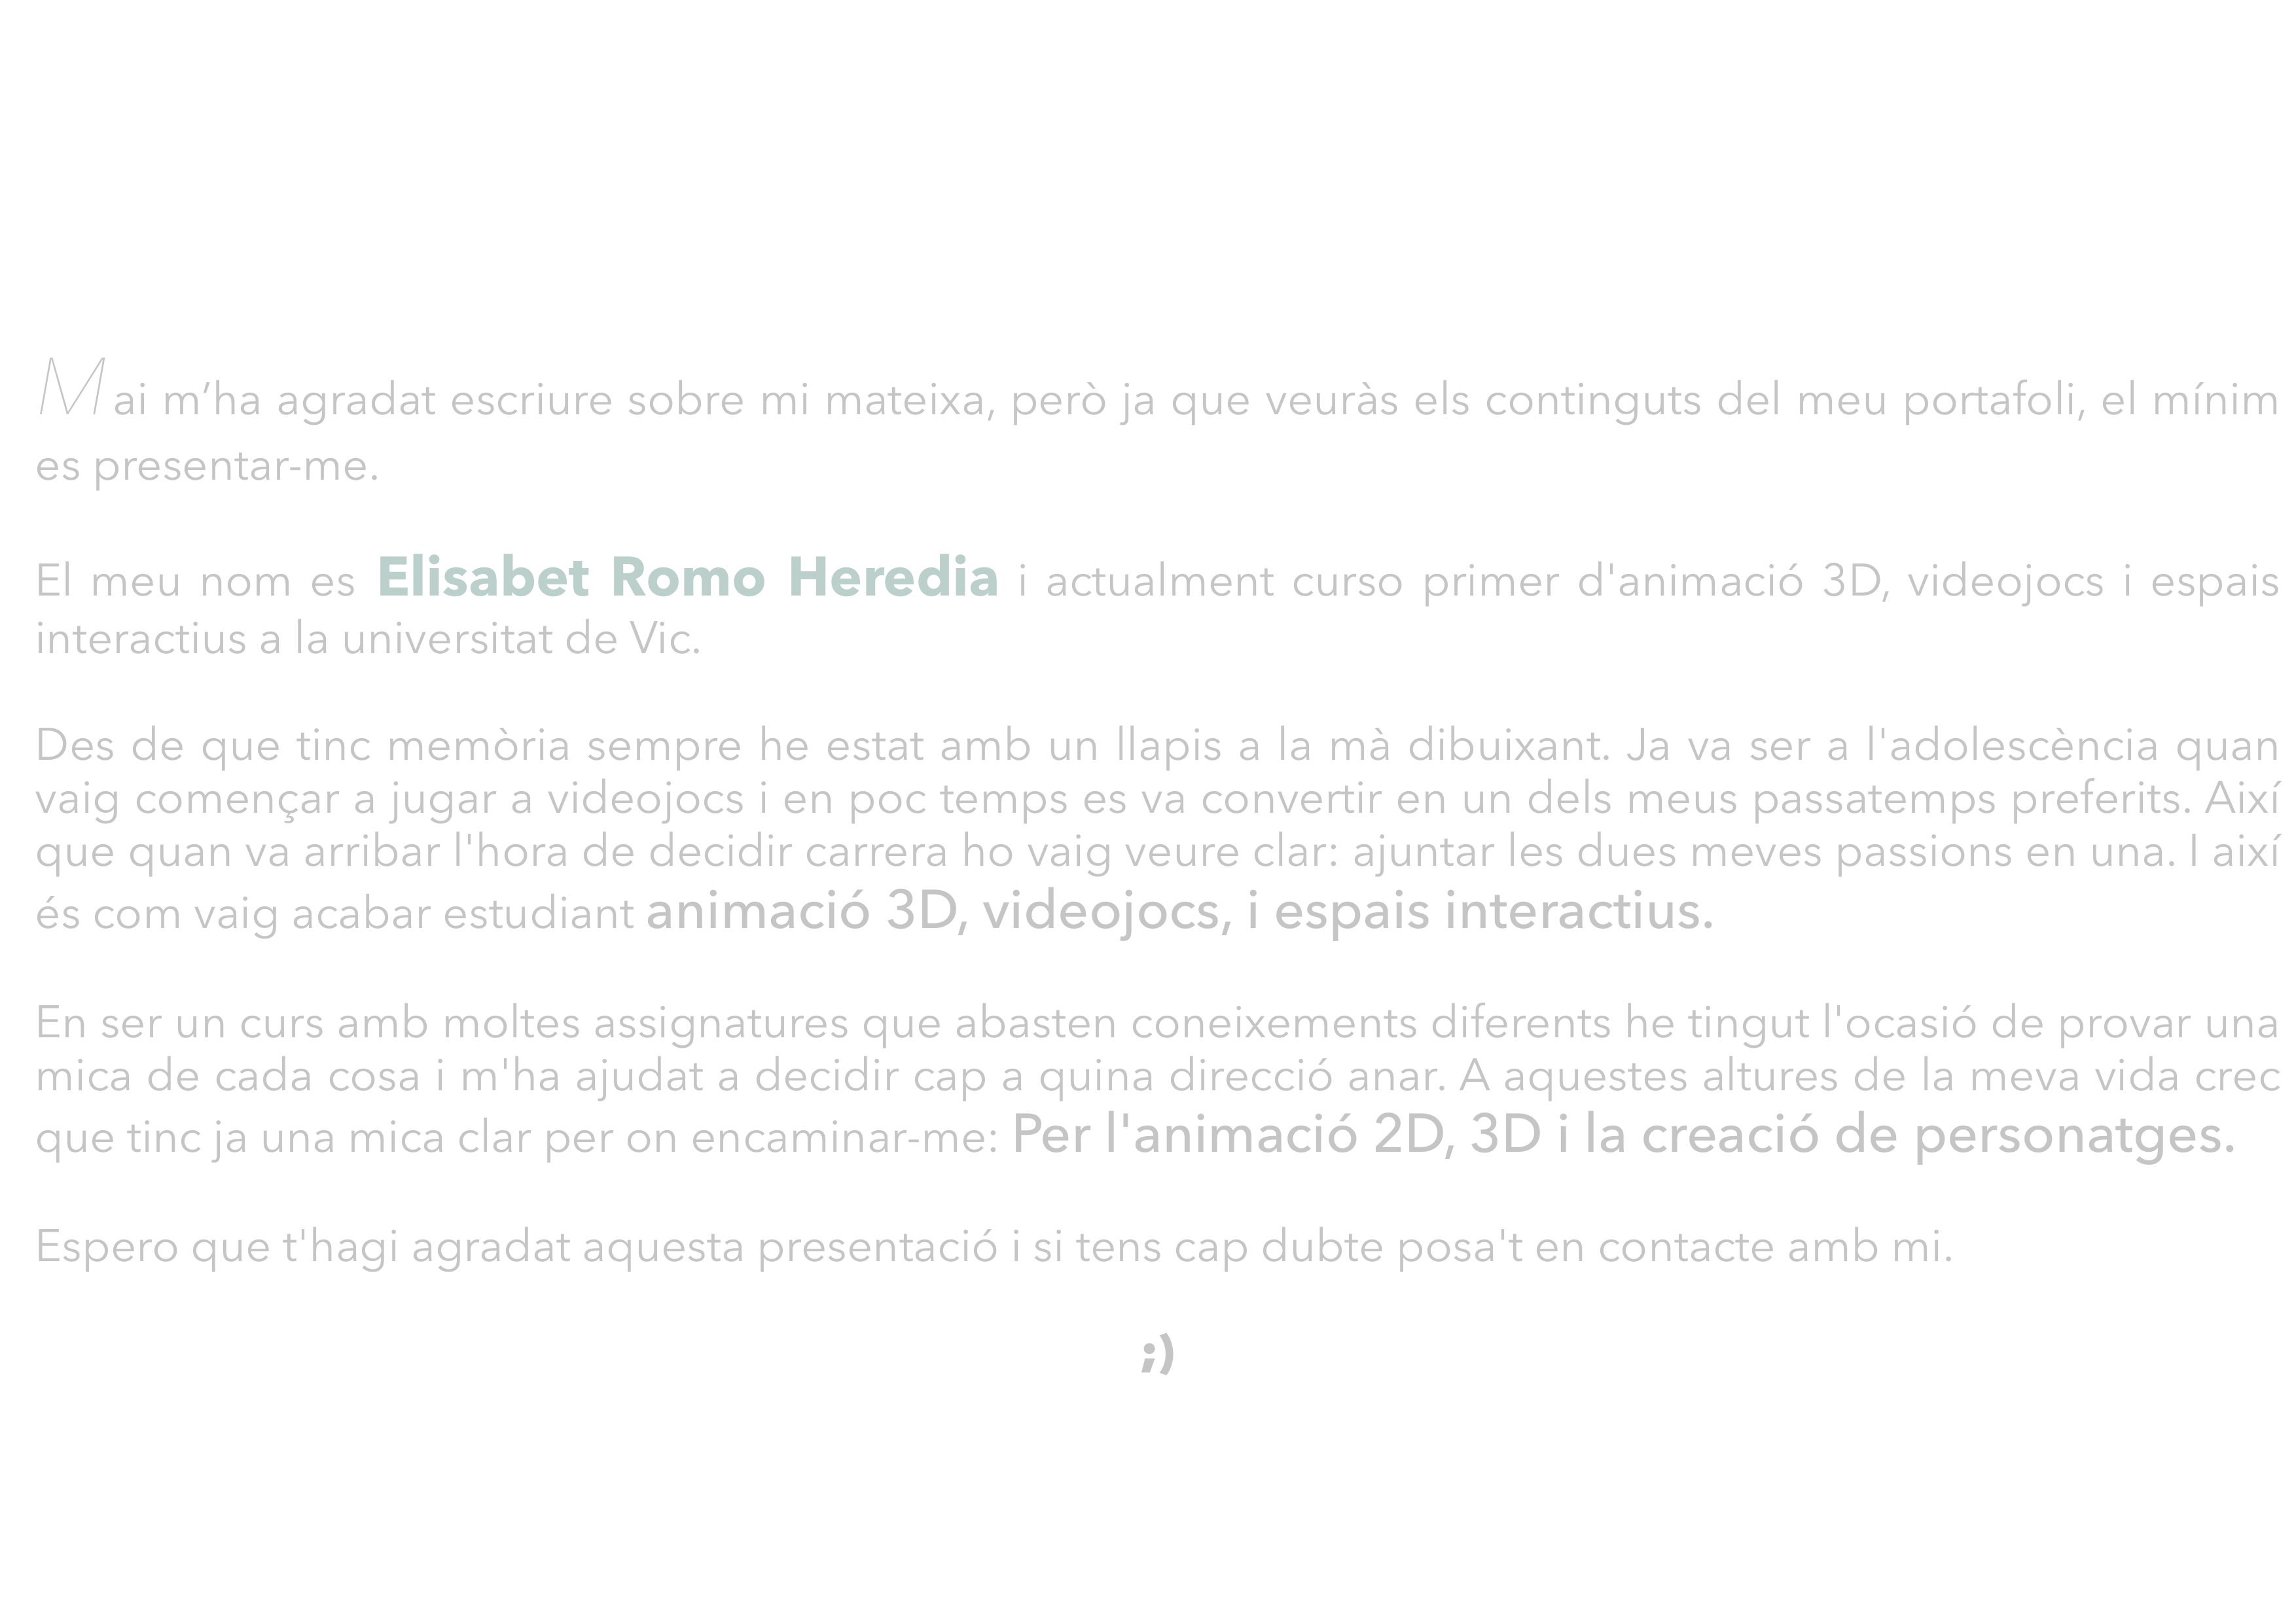 Mai m’ha agradat escriure sobre mi mateixa, però ja que veuràs els continguts del meu portafoli, el mínim
es presentar-me.
El meu nom es Elisabet Romo Heredia i actualment curso primer d'animació 3D, videojocs i espais
interactius a la universitat de Vic.
Des de que tinc memòria sempre he estat amb un llapis a la mà dibuixant. Ja va ser a l'adolescència quan
vaig començar a jugar a videojocs i en poc temps es va convertir en un dels meus passatemps preferits. Així
que quan va arribar l'hora de decidir carrera ho vaig veure clar: ajuntar les dues meves passions en una. I així
és com vaig acabar estudiant animació 3D, videojocs, i espais interactius.
En ser un curs amb moltes assignatures que abasten coneixements diferents he tingut l'ocasió de provar una
mica de cada cosa i m'ha ajudat a decidir cap a quina direcció anar. A aquestes altures de la meva vida crec
que tinc ja una mica clar per on encaminar-me: Per l'animació 2D, 3D i la creació de personatges.
Espero que t'hagi agradat aquesta presentació i si tens cap dubte posa't en contacte amb mi.
;)